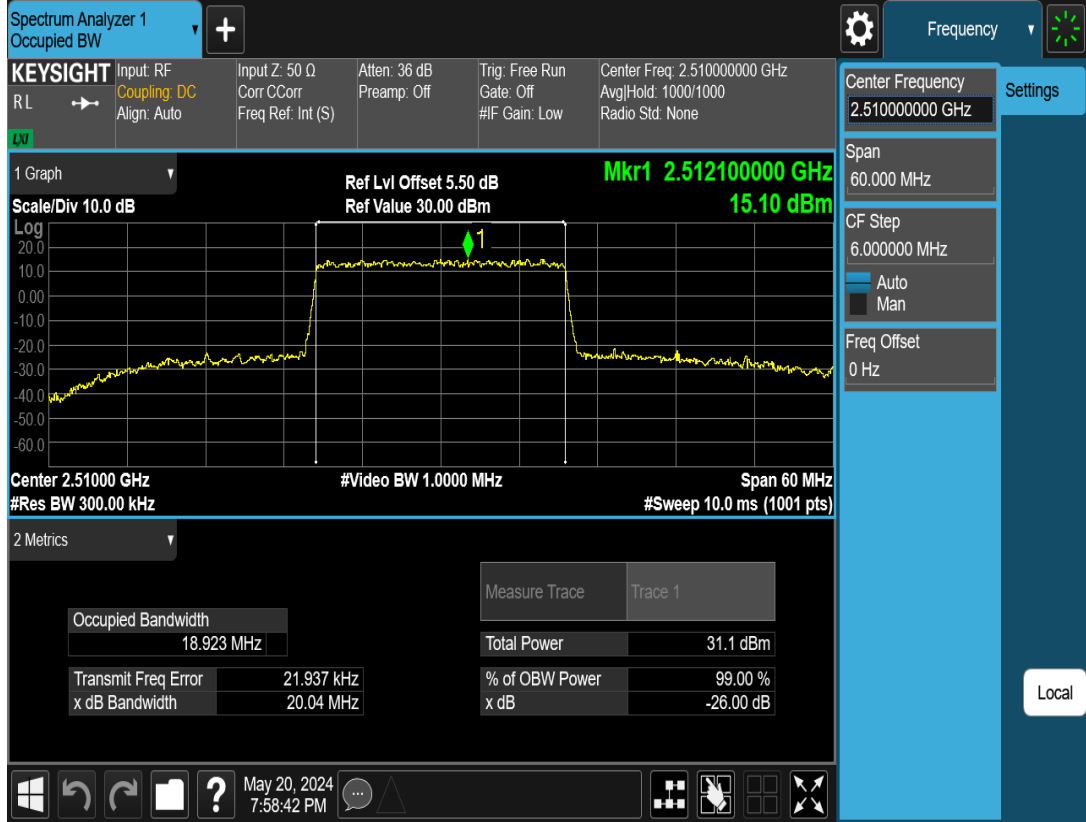 Spectrum Analyzer 1
Occupied BW
+
Frequency
KEYSIGHT
R L
LXI
Input: RF
Coupling: DC
Align: Auto
Input Z: 50 Ω
Corr CCorr
Freq Ref: Int (S)
Atten: 36 dB
Preamp: Off
Trig: Free Run
Gate: Off
#IF Gain: Low
Center Freq: 2.510000000 GHz
Avg|Hold: 1000/1000
Radio Std: None
Center Frequency
2.510000000 GHz
Settings
Span
60.000 MHz
CF Step
6.000000 MHz
Auto
Man
Freq Offset
0 Hz
Local
1 Graph
Scale/Div 10.0 dB
Ref Lvl Offset 5.50 dB
Ref Value 30.00 dBm
Mkr1 2.512100000 GHz
15.10 dBm
Log
1
20.0
10.0
0.00
-10.0
-20.0
-30.0
-40.0
-50.0
-60.0
Center 2.51000 GHz
#Res BW 300.00 kHz
#Video BW 1.0000 MHz
Span 60 MHz
#Sweep 10.0 ms (1001 pts)
2 Metrics
Measure Trace
Trace 1
Occupied Bandwidth
18.923 MHz
Total Power
31.1 dBm
Transmit Freq Error
21.937 kHz
% of OBW Power
99.00 %
x dB Bandwidth
20.04 MHz
x dB
-26.00 dB
?
May 20, 2024
7:58:42 PM